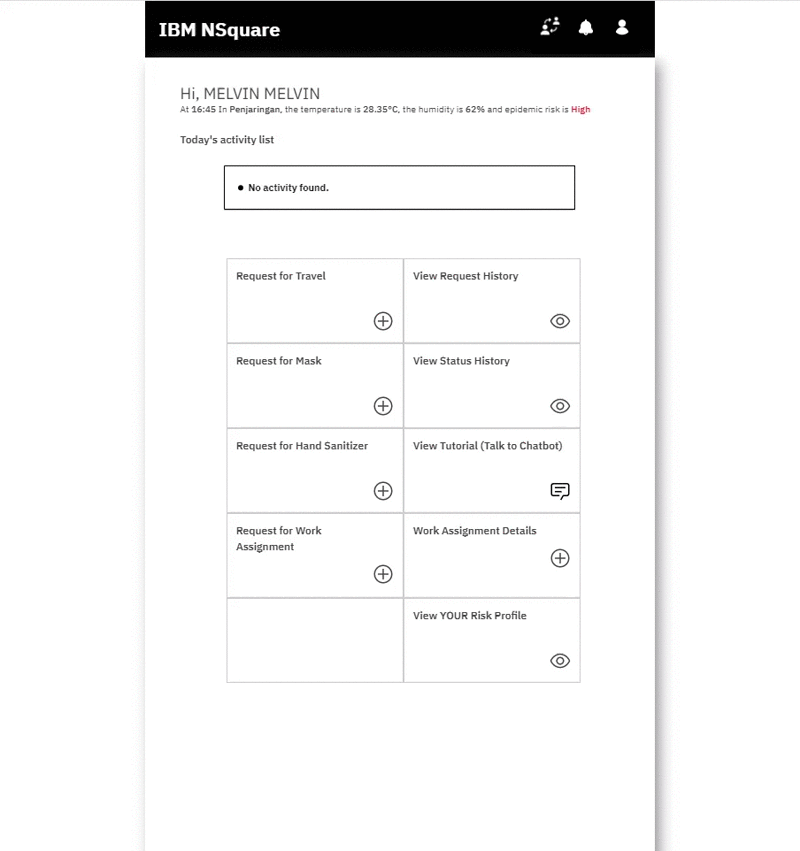 IBM NSquare
Hi, MELVIN MELVIN
At 16:45 In Penjaringan, the temperature is 28.35°C, the humidity is 62% and epidemic risk is High
Today's activity list
No activity found.
Request for Travel
View Request History
Request for Mask
View Status History
Request for Hand Sanitizer
View Tutorial (Talk to Chatbot)
Request for Work
Assignment
Work Assignment Details
View YOUR Risk Profile